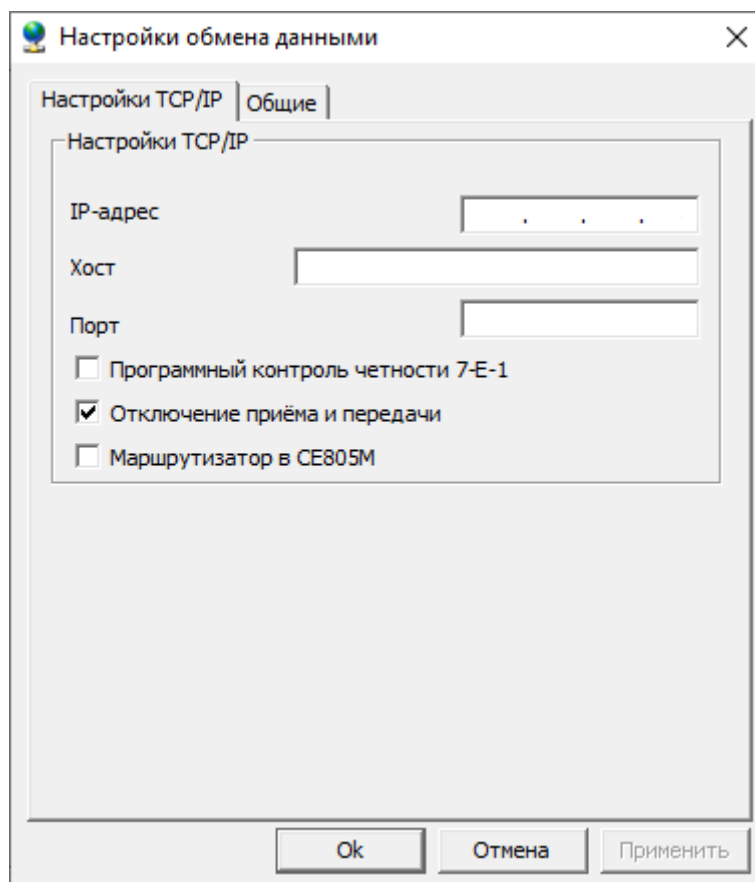 Настройки обмена данными
Настройки TCP/IP Общие
Настройки TCP/IP
IP-адрес . . .
Хост
Порт
Программный контроль четности 7-E-1
Отключение приёма и передачи
Маршрутизатор в CE805M
Ok Отмена Применить